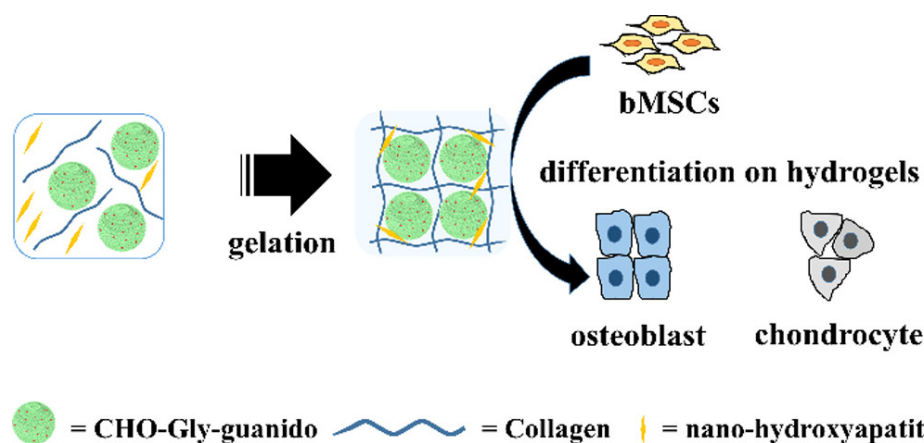 bMSCs
differentiation on hydrogels
gelation
osteoblast chondrocyte
= CHO-Gly-guanido = Collagen = nano-hydroxyapatit